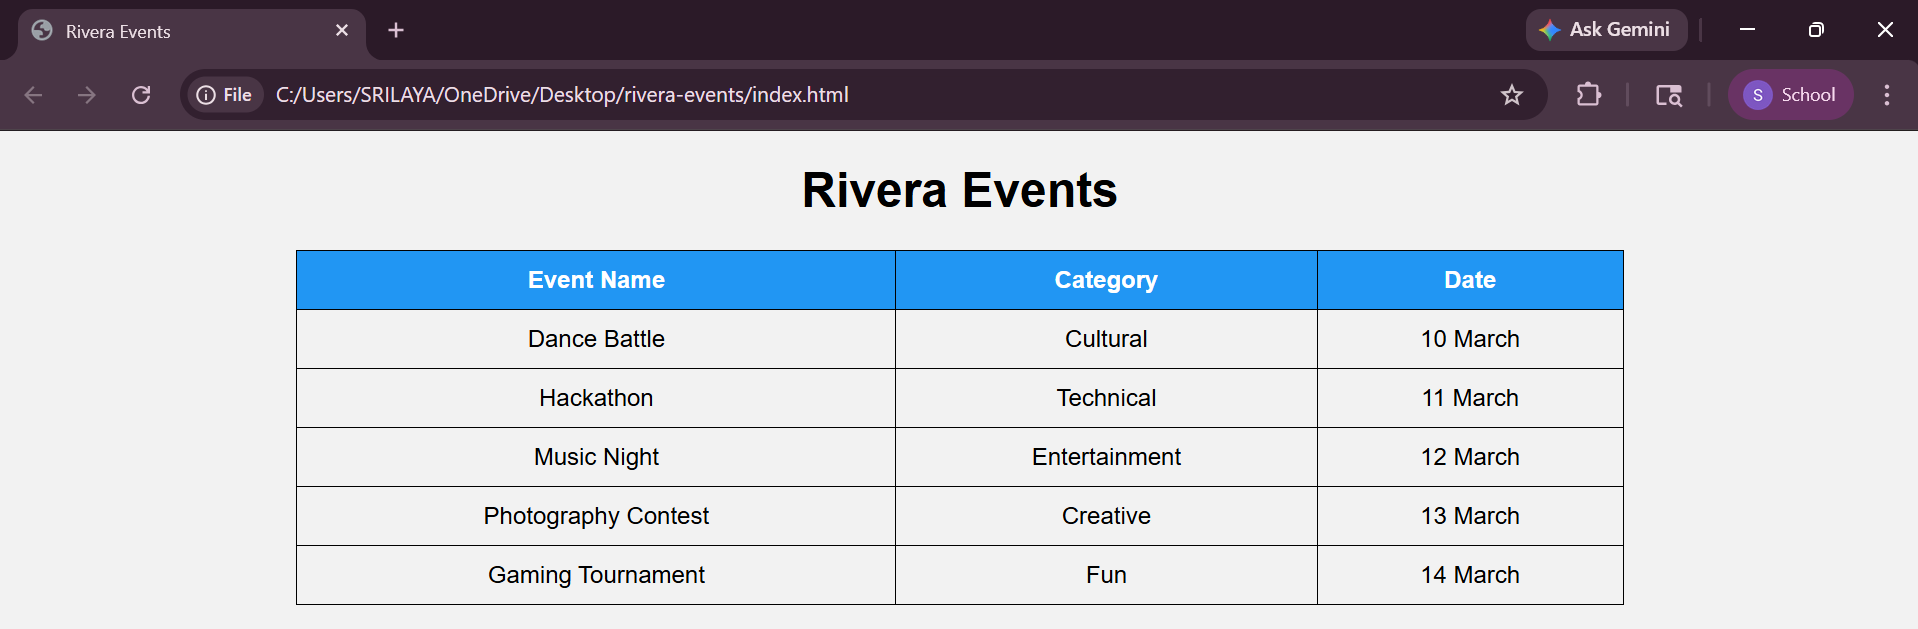 Rivera Events
Ask Gemini
File C:/Users/SRILAYA/OneDrive/Desktop/rivera-events/index.html
S School
Rivera Events
Event Name Category Date
Dance Battle Cultural 10 March
Hackathon Technical 11 March
Music Night Entertainment 12 March
Photography Contest Creative 13 March
Gaming Tournament Fun 14 March